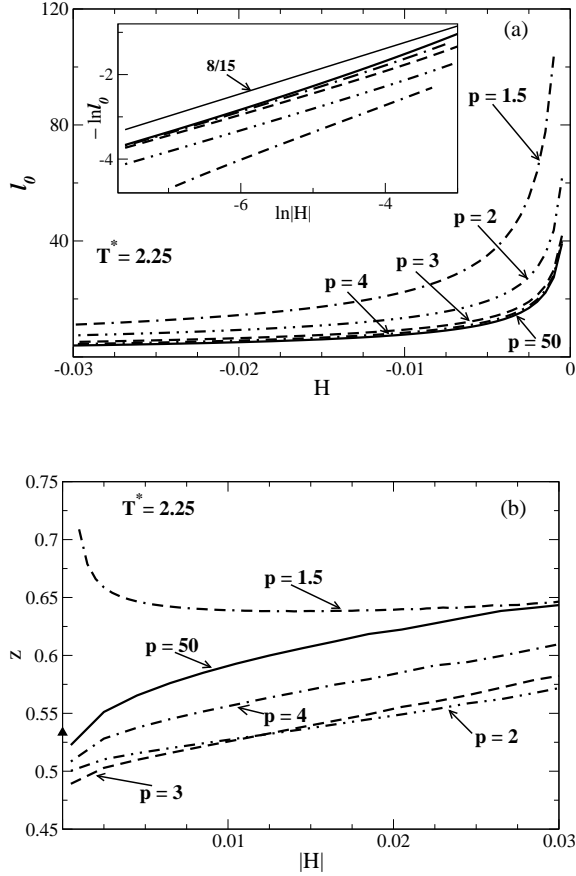 120
(a)
8/15
-2
-4
− ln l₀
-6
-4
ln|H|
p = 1.5
80
l₀
p = 2
T* = 2.25
40
p = 3
p = 4
p = 50
-0.03
-0.02
-0.01
0
H
0.75
T* = 2.25
(b)
0.7
p = 1.5
0.65
p = 50
z
0.6
p = 4
0.55
p = 2
0.5
p = 3
0.45
0.01
0.02
0.03
|H|